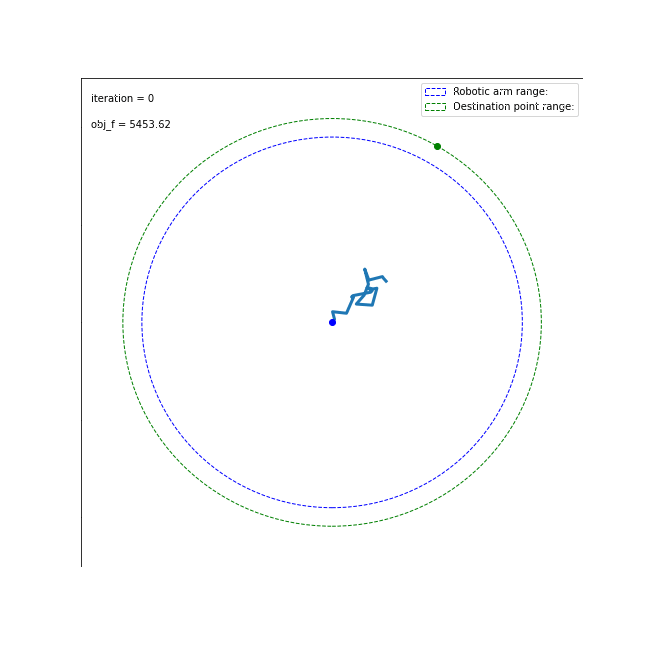 iteration = 0
obj_f = 5453.62
Robotic arm range:
Destination point range: